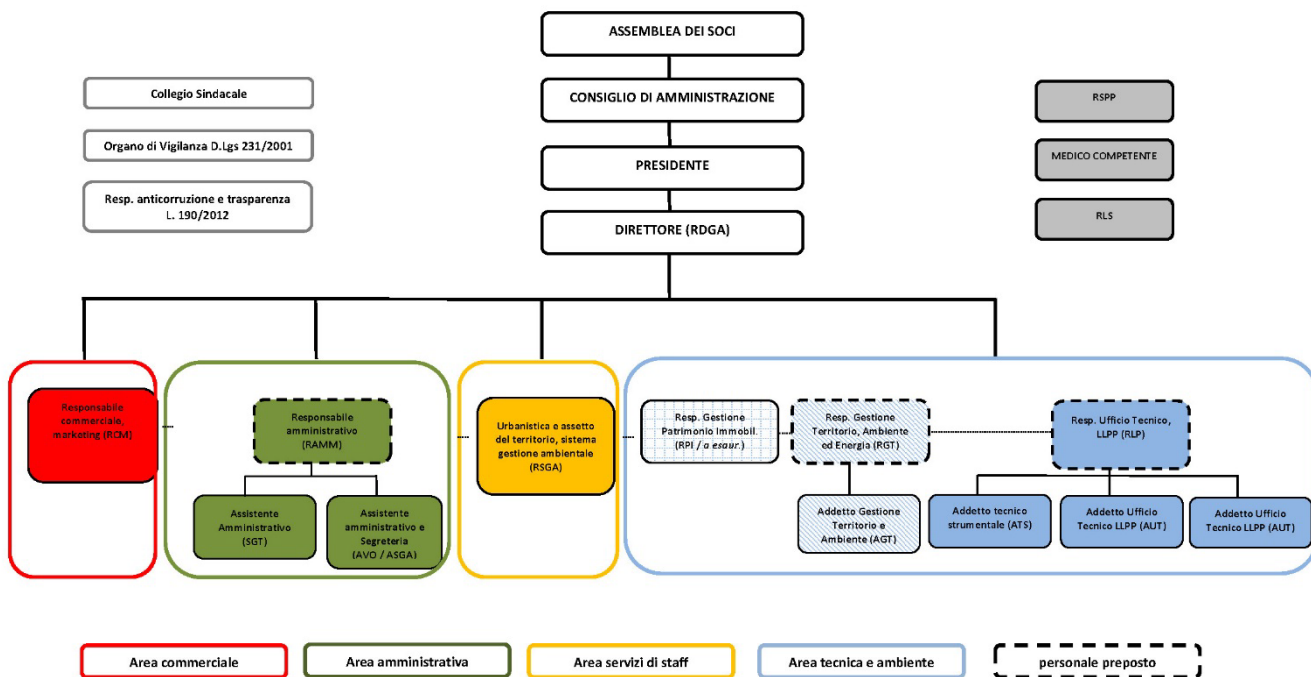 ASSEMBLEA DEI SOCI
Collegio Sindacale
CONSIGLIO DI AMMINISTRAZIONE
RSPP
Organo di Vigilanza D.Lgs 231/2001
PRESIDENTE
MEDICO COMPETENTE
Resp. anticorruzione e trasparenza
L. 190/2012
DIRETTORE (RDGA)
RLS
Responsabile
commerciale,
marketing (RCM)
Responsabile
amministrativo
(RAMM)
Assistente
Amministrativo
(SGT)
Assistente
amministrativo e
Segreteria
(AVO / ASGA)
Urbanistica e assetto
del territorio, sistema
gestione ambientale
(RSGA)
Resp. Gestione
Patrimonio Immobil.
(RPI / a esaur.)
Resp. Gestione
Territorio, Ambiente
ed Energia (RGT)
Resp. Ufficio Tecnico,
LLPP (RLP)
Addetto Gestione
Territorio e
Ambiente (AGT)
Addetto tecnico
strumentale (ATS)
Addetto Ufficio
Tecnico LLPP (AUT)
Addetto Ufficio
Tecnico LLPP (AUT)
Area commerciale
Area amministrativa
Area servizi di staff
Area tecnica e ambiente
personale preposto